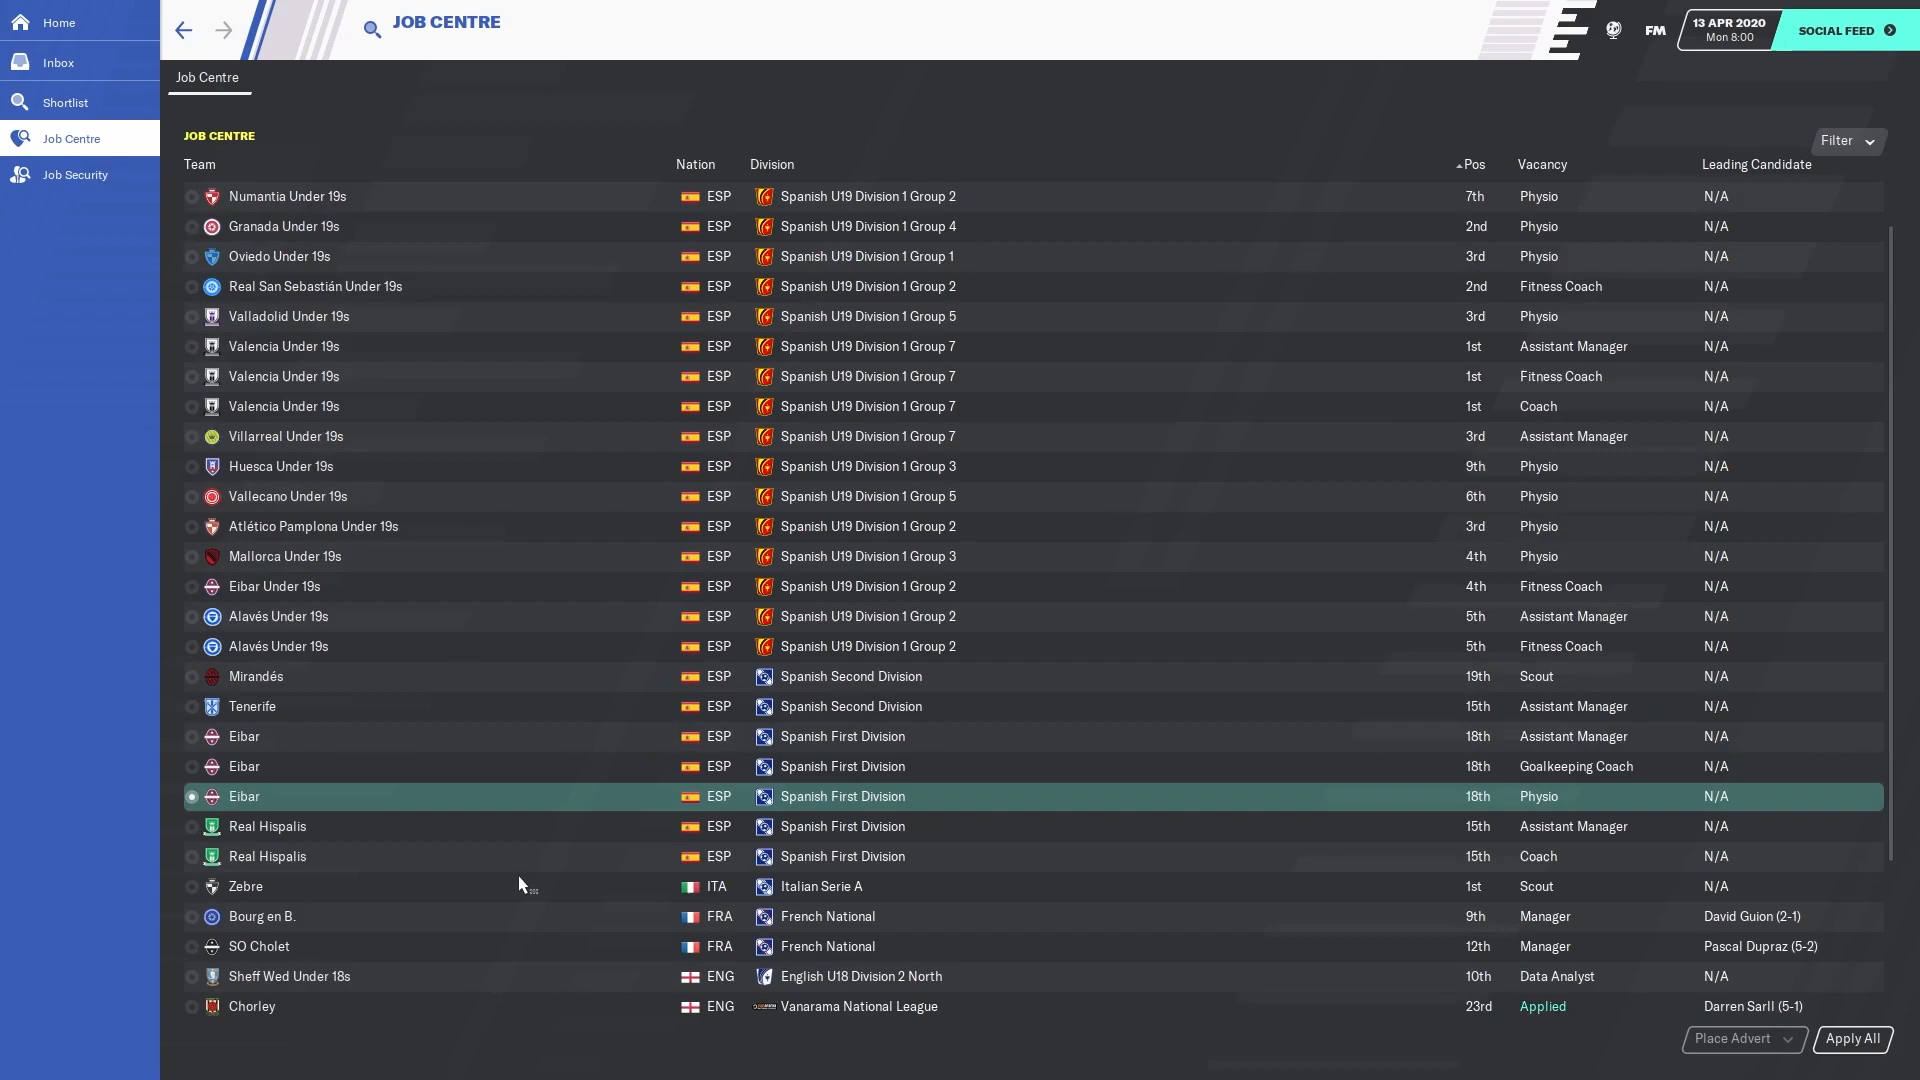 Home
Inbox
Shortlist
Job Centre
Job Security
JOB CENTRE
FM
13 APR 2020
Mon 8:00
SOCIAL FEED
Job Centre
JOB CENTRE
Filter
Team Nation Division Pos Vacancy Leading Candidate
Numantia Under 19s ESP Spanish U19 Division 1 Group 2 7th Physio N/A
Granada Under 19s ESP Spanish U19 Division 1 Group 4 2nd Physio N/A
Oviedo Under 19s ESP Spanish U19 Division 1 Group 1 3rd Physio N/A
Real San Sebastián Under 19s ESP Spanish U19 Division 1 Group 2 2nd Fitness Coach N/A
Valladolid Under 19s ESP Spanish U19 Division 1 Group 5 3rd Physio N/A
Valencia Under 19s ESP Spanish U19 Division 1 Group 7 1st Assistant Manager N/A
Valencia Under 19s ESP Spanish U19 Division 1 Group 7 1st Fitness Coach N/A
Valencia Under 19s ESP Spanish U19 Division 1 Group 7 1st Coach N/A
Villarreal Under 19s ESP Spanish U19 Division 1 Group 7 3rd Assistant Manager N/A
Huesca Under 19s ESP Spanish U19 Division 1 Group 3 9th Physio N/A
Vallecano Under 19s ESP Spanish U19 Division 1 Group 5 6th Physio N/A
Atlético Pamplona Under 19s ESP Spanish U19 Division 1 Group 2 3rd Physio N/A
Mallorca Under 19s ESP Spanish U19 Division 1 Group 3 4th Physio N/A
Eibar Under 19s ESP Spanish U19 Division 1 Group 2 4th Fitness Coach N/A
Alavés Under 19s ESP Spanish U19 Division 1 Group 2 5th Assistant Manager N/A
Alavés Under 19s ESP Spanish U19 Division 1 Group 2 5th Fitness Coach N/A
Mirandés ESP Spanish Second Division 19th Scout N/A
Tenerife ESP Spanish Second Division 15th Assistant Manager N/A
Eibar ESP Spanish First Division 18th Assistant Manager N/A
Eibar ESP Spanish First Division 18th Goalkeeping Coach N/A
Eibar ESP Spanish First Division 18th Physio N/A
Real Hispalis ESP Spanish First Division 15th Assistant Manager N/A
Real Hispalis ESP Spanish First Division 15th Coach N/A
Zebre ITA Italian Serie A 1st Scout N/A
Bourg en B. FRA French National 9th Manager David Guion (2-1)
SO Cholet FRA French National 12th Manager Pascal Dupraz (5-2)
Sheff Wed Under 18s ENG English U18 Division 2 North 10th Data Analyst N/A
Chorley ENG Vanarama National League 23rd Applied Darren Sarll (5-1)
Place Advert Apply All